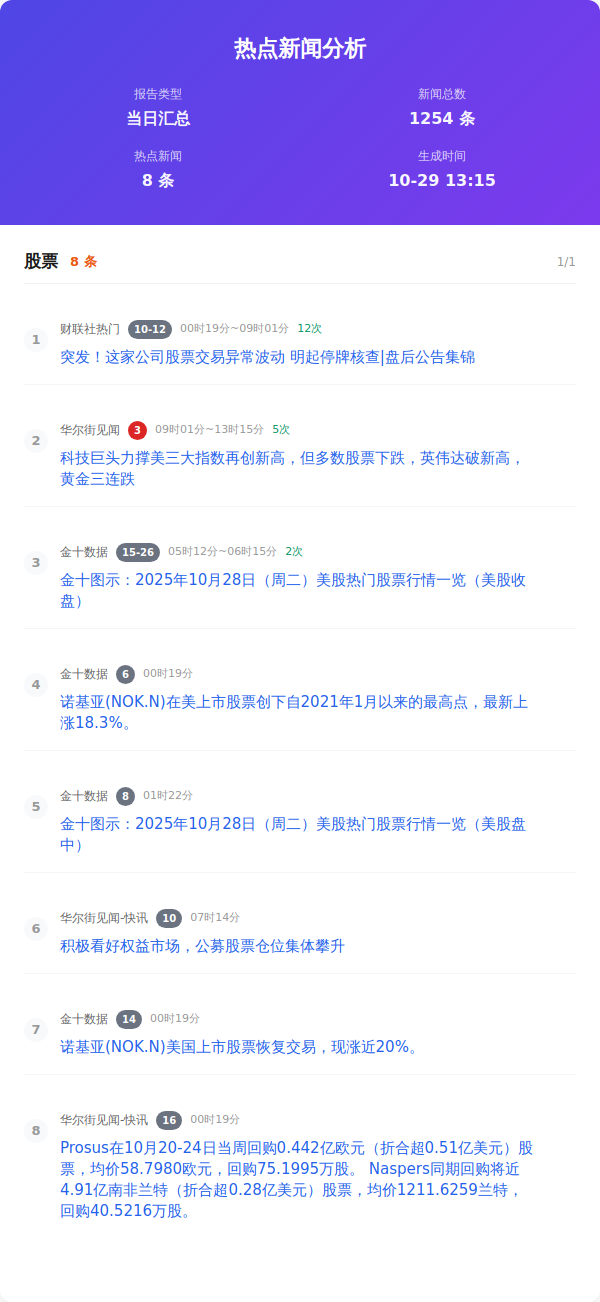 热点新闻分析
报告类型
新闻总数
当日汇总
1254 条
热点新闻
生成时间
8 条
10-29 13:15
股票 8 条 1/1
1
财联社热门 10-12 00时19分~09时01分 12次
突发！这家公司股票交易异常波动 明起停牌核查|盘后公告集锦
2
华尔街见闻 3 09时01分~13时15分 5次
科技巨头力撑美三大指数再创新高，但多数股票下跌，英伟达破新高，
黄金三连跌
3
金十数据 15-26 05时12分~06时15分 2次
金十图示：2025年10月28日（周二）美股热门股票行情一览（美股收
盘）
4
金十数据 6 00时19分
诺基亚(NOK.N)在美上市股票创下自2021年1月以来的最高点，最新上
涨18.3%。
5
金十数据 8 01时22分
金十图示：2025年10月28日（周二）美股热门股票行情一览（美股盘
中）
6
华尔街见闻-快讯 10 07时14分
积极看好权益市场，公募股票仓位集体攀升
7
金十数据 14 00时19分
诺基亚(NOK.N)美国上市股票恢复交易，现涨近20%。
8
华尔街见闻-快讯 16 00时19分
Prosus在10月20-24日当周回购0.442亿欧元（折合超0.51亿美元）股
票，均价58.7980欧元，回购75.1995万股。 Naspers同期回购将近
4.91亿南非兰特（折合超0.28亿美元）股票，均价1211.6259兰特，
回购40.5216万股。